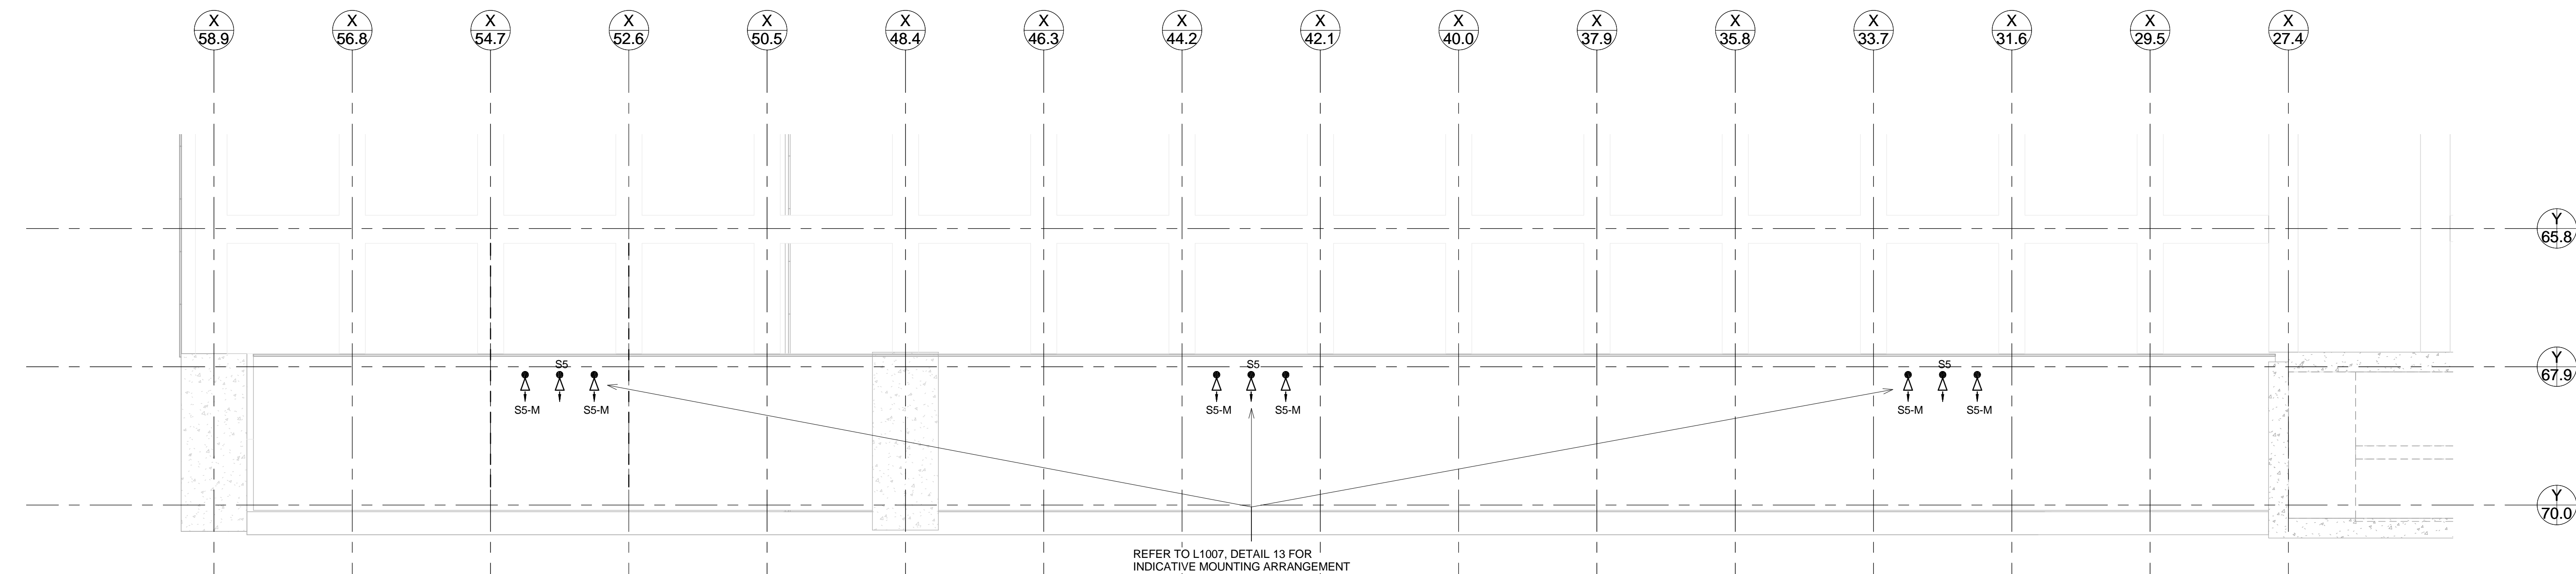 X X X X X X X X X X X X X X X X
58.9 56.8 54.7 52.6 50.5 48.4 46.3 44.2 42.1 40.0 37.9 35.8 33.7 31.6 29.5 27.4
Y
65.8
S5 S5 S5
Y
67.9
S5-M S5-M S5-M S5-M S5-M S5-M
Y
70.0
REFER TO L1007, DETAIL 13 FOR
INDICATIVE MOUNTING ARRANGEMENT